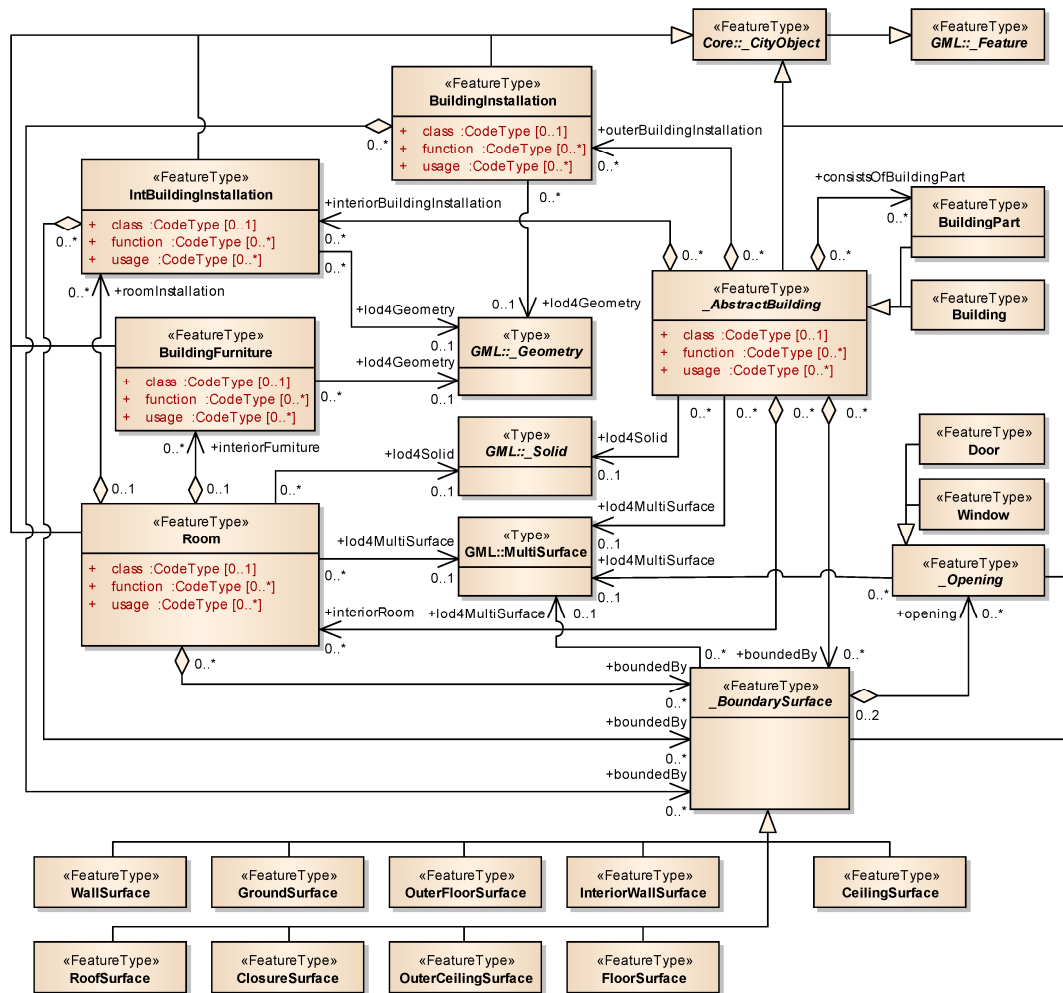 «FeatureType»
Core::_CityObject
«FeatureType»
GML::_Feature
«FeatureType»
BuildingInstallation
+ class :CodeType [0..1]
+ function :CodeType [0..*]
+ usage :CodeType [0..*]
0..*
+outerBuildingInstallation
0..*
0..*
«FeatureType»
IntBuildingInstallation
+ class :CodeType [0..1]
+ function :CodeType [0..*]
+ usage :CodeType [0..*]
0..*
+interiorBuildingInstallation
0..*
0..*
+consistsOfBuildingPart
0..*
«FeatureType»
BuildingPart
0..*
0..*
0..*
«FeatureType»
_AbstractBuilding
+ class :CodeType [0..1]
+ function :CodeType [0..*]
+ usage :CodeType [0..*]
«FeatureType»
Building
0..*
+roomInstallation
+lod4Geometry
0..1
0..1
+lod4Geometry
«Type»
GML::_Geometry
«FeatureType»
BuildingFurniture
+ class :CodeType [0..1]
+ function :CodeType [0..*]
+ usage :CodeType [0..*]
0..*
+lod4Geometry
0..1
0..*
0..*
0..*
0..*
0..*
+interiorFurniture
+lod4Solid
0..1
«Type»
GML::_Solid
+lod4Solid
0..1
«FeatureType»
Door
0..1
0..1
0..*
«FeatureType»
Window
«FeatureType»
Room
+ class :CodeType [0..1]
+ function :CodeType [0..*]
+ usage :CodeType [0..*]
0..*
+lod4MultiSurface
0..1
«Type»
GML::MultiSurface
+lod4MultiSurface
0..1
+lod4MultiSurface
0..1
«FeatureType»
_Opening
0..*
+interiorRoom
0..*
+lod4MultiSurface
0..1
+opening
0..*
0..*
+boundedBy
0..*
0..*
+boundedBy
0..*
«FeatureType»
_BoundarySurface
0..2
+boundedBy
0..*
+boundedBy
0..*
«FeatureType»
WallSurface
«FeatureType»
GroundSurface
«FeatureType»
OuterFloorSurface
«FeatureType»
InteriorWallSurface
«FeatureType»
CeilingSurface
«FeatureType»
RoofSurface
«FeatureType»
ClosureSurface
«FeatureType»
OuterCeilingSurface
«FeatureType»
FloorSurface